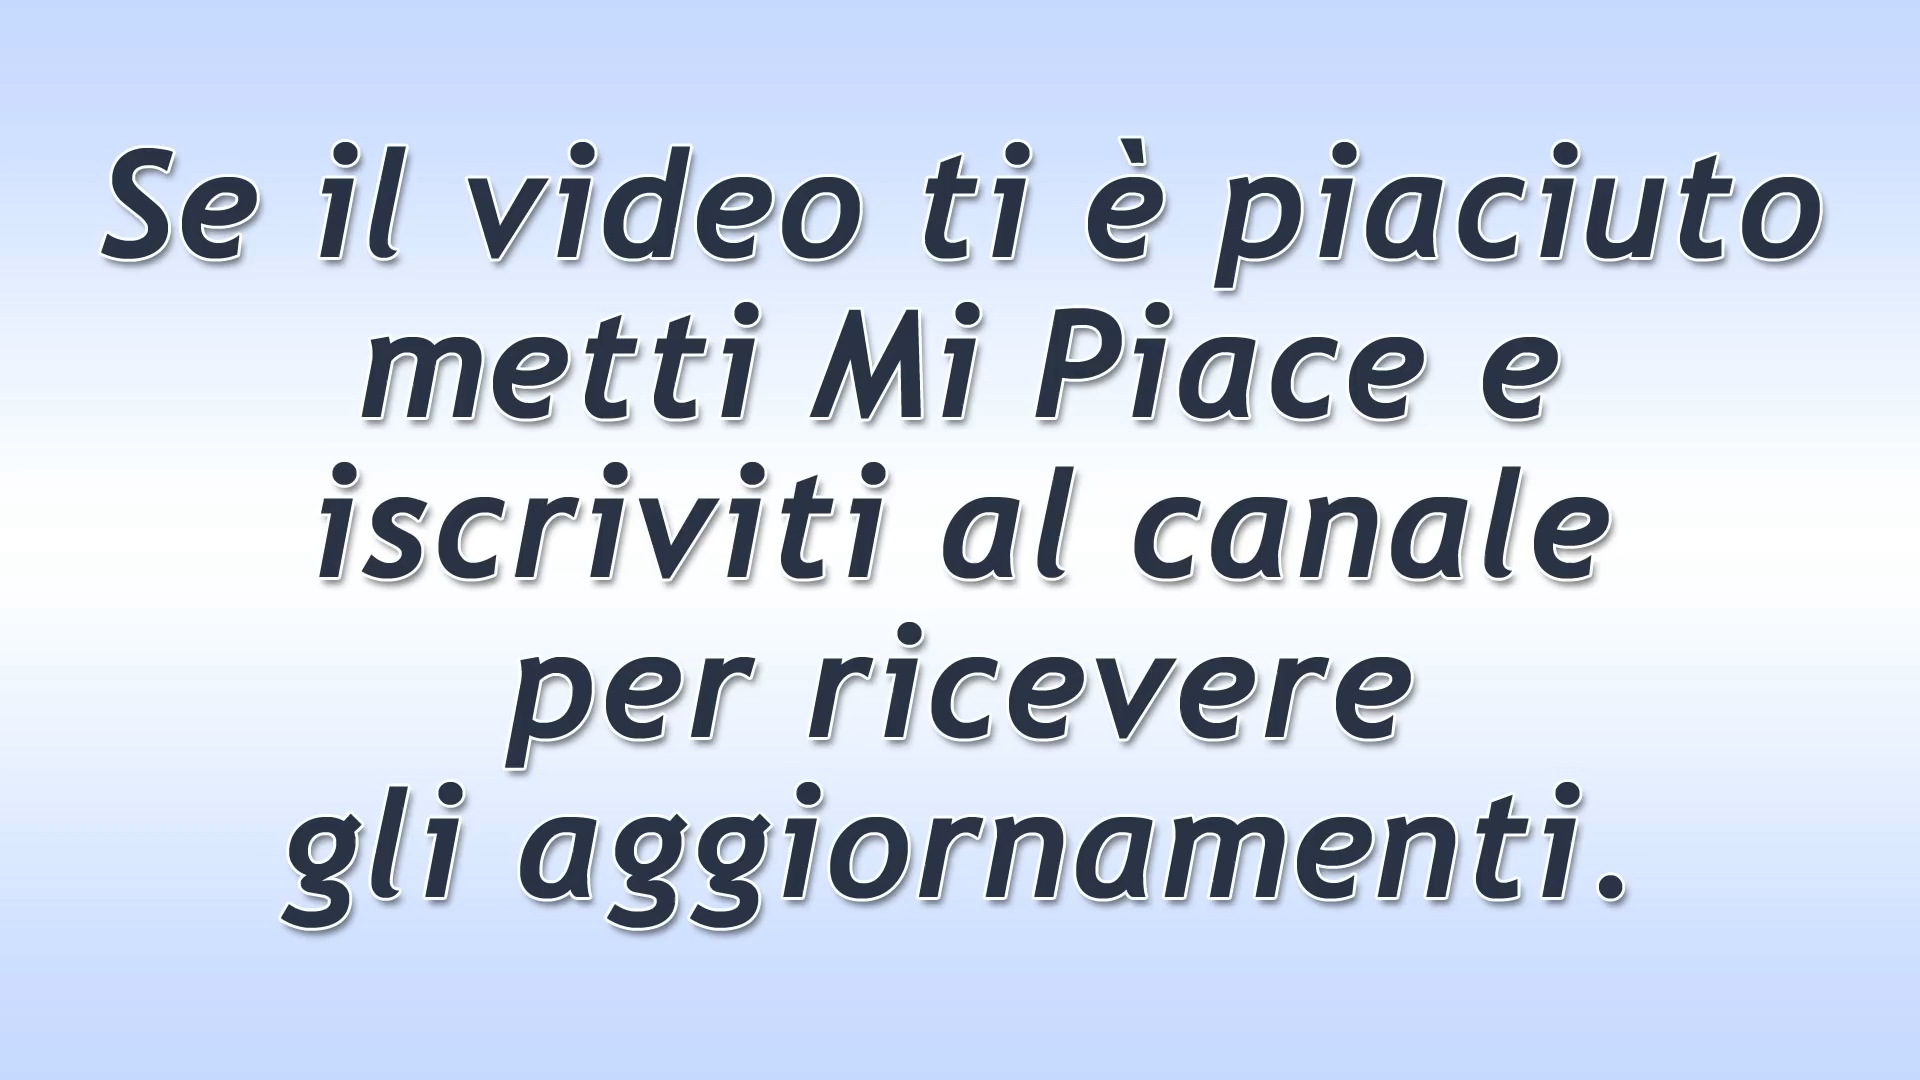 Se il video ti è piaciuto
metti Mi Piace e
iscriviti al canale
per ricevere
gli aggiornamenti.